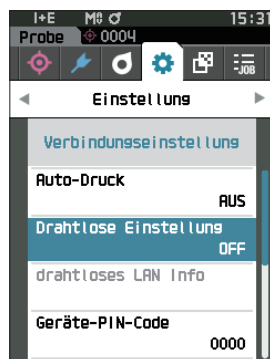 I+E M⁰ 15:31
Probe 0004
-JOB
Einstellung
Verbindungseinstellung
Auto-Druck
AUS
Drahtlose Einstellung
OFF
drahtloses LAN Info
Geräte-PIN-Code
0000